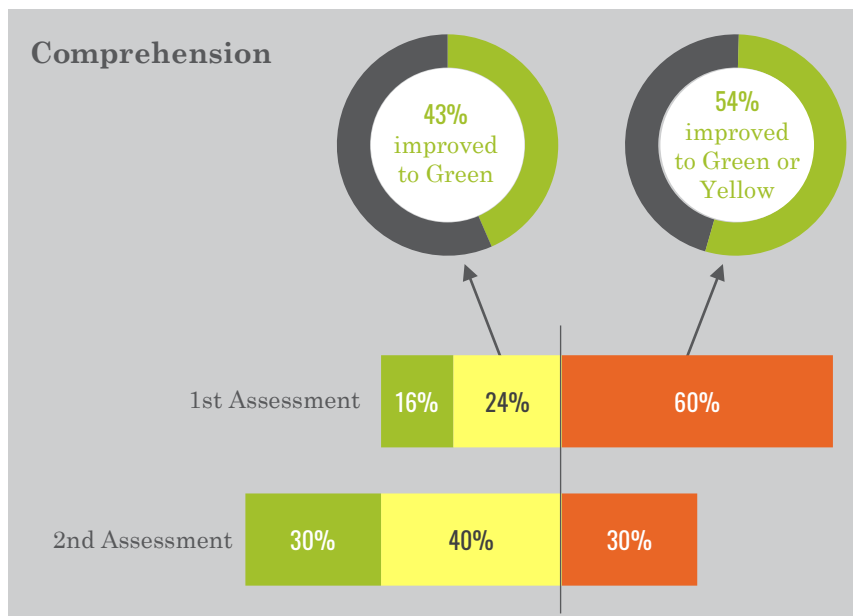 Comprehension
43%
improved
to Green
54%
improved
to Green or
Yellow
1st Assessment
16%
24%
60%
2nd Assessment
30%
40%
30%